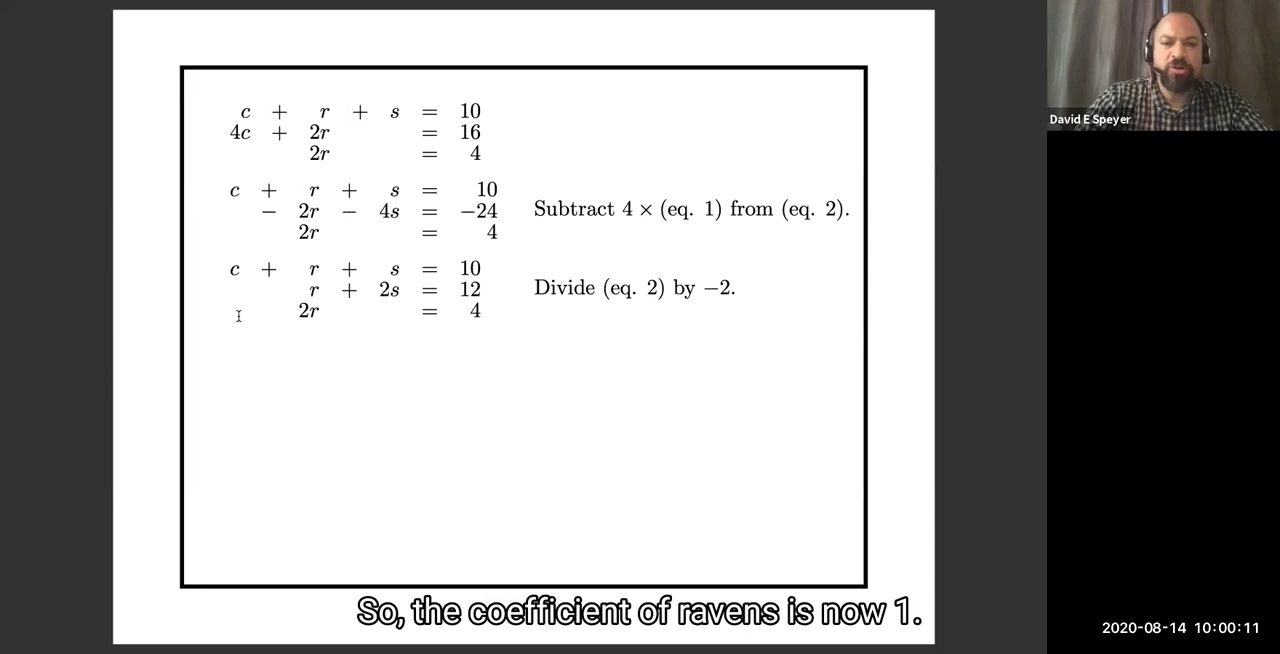 c + r + s = 10
4c + 2r = 16
2r = 4
c + r + s = 10
− 2r − 4s = −24 Subtract 4 × (eq. 1) from (eq. 2).
2r = 4
c + r + s = 10
r + 2s = 12 Divide (eq. 2) by −2.
2r = 4
So, the coefficient of ravens is now 1.
David E Speyer
2020-08-14 10:00:11